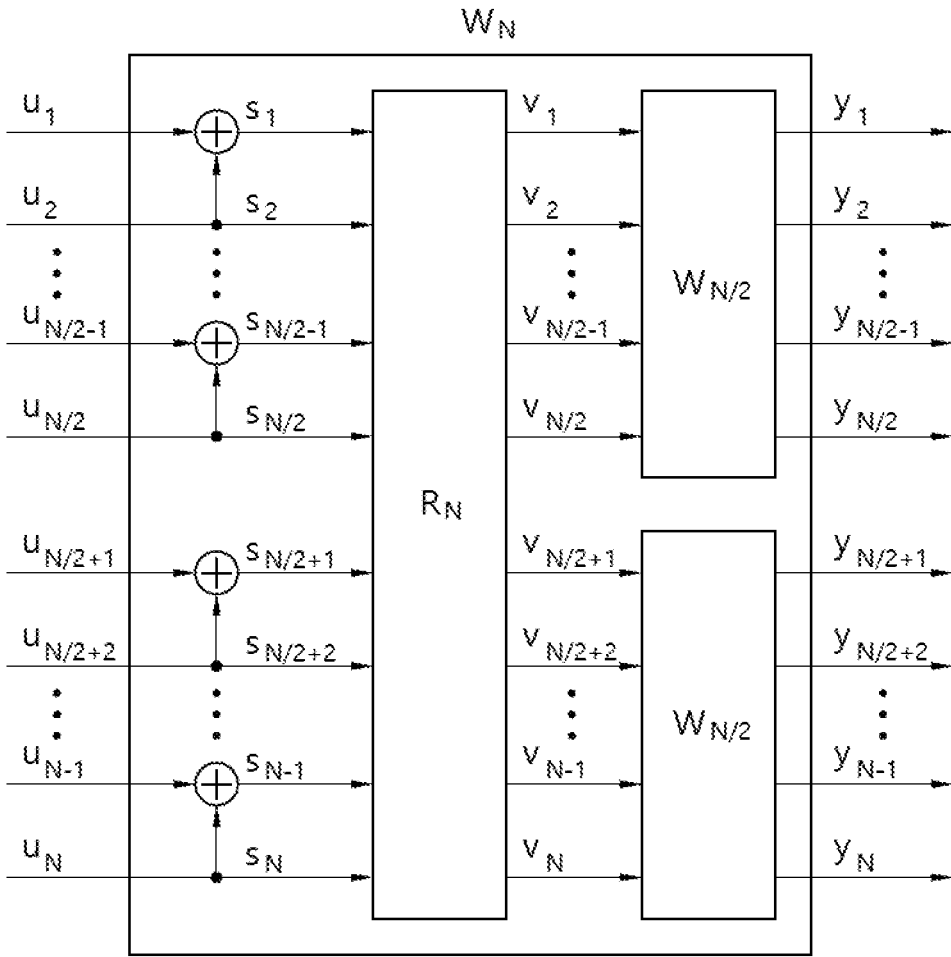 W_N
u_1 s_1 v_1 y_1
u_2 s_2 v_2 y_2
W_{N/2}
u_{N/2-1} s_{N/2-1} v_{N/2-1} y_{N/2-1}
u_{N/2} s_{N/2} v_{N/2} y_{N/2}
R_N
u_{N/2+1} s_{N/2+1} v_{N/2+1} y_{N/2+1}
u_{N/2+2} s_{N/2+2} v_{N/2+2} y_{N/2+2}
W_{N/2}
u_{N-1} s_{N-1} v_{N-1} y_{N-1}
u_N s_N v_N y_N